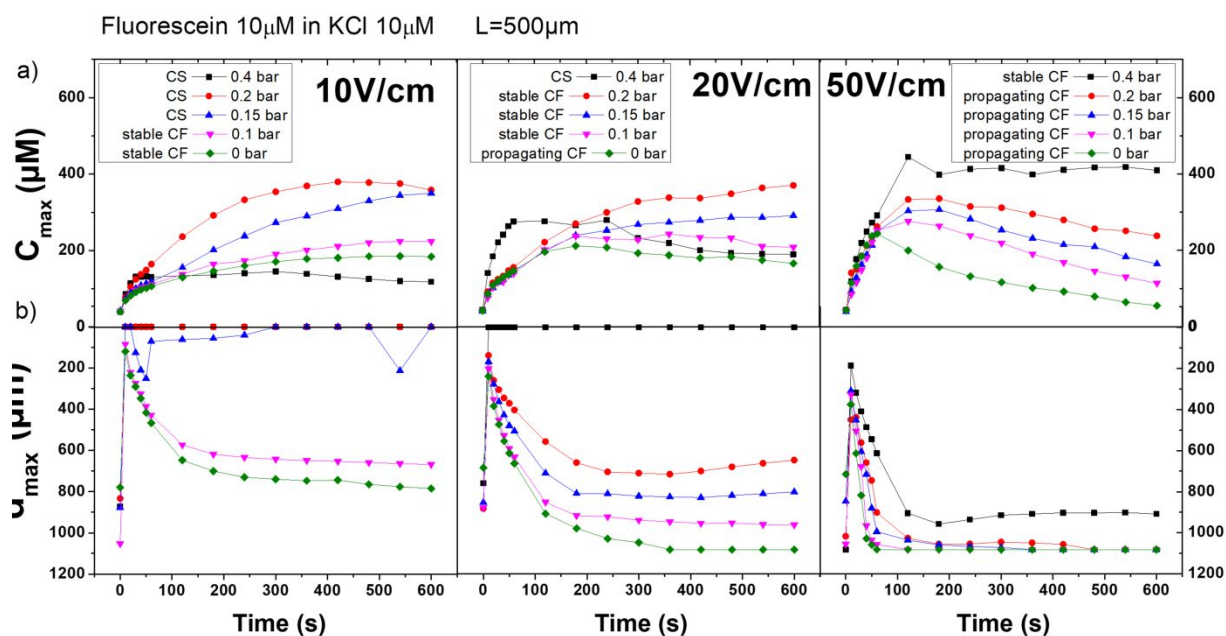 Fluorescein 10µM in KCl 10µM L=500µm
a)
CS 0.4 bar
CS 0.2 bar
CS 0.15 bar
stable CF 0.1 bar
stable CF 0 bar
10V/cm
CS 0.4 bar
stable CF 0.2 bar
stable CF 0.15 bar
stable CF 0.1 bar
propagating CF 0 bar
20V/cm
50V/cm
stable CF 0.4 bar
propagating CF 0.2 bar
propagating CF 0.15 bar
propagating CF 0.1 bar
propagating CF 0 bar
Cmax (µM)
600
400
200
0
600
400
200
0
b)
dmax (µm)
200
400
600
800
1000
1200
200
400
600
800
1000
1200
0 100 200 300 400 500 600
0 100 200 300 400 500 600
0 100 200 300 400 500 600
Time (s) Time (s) Time (s)